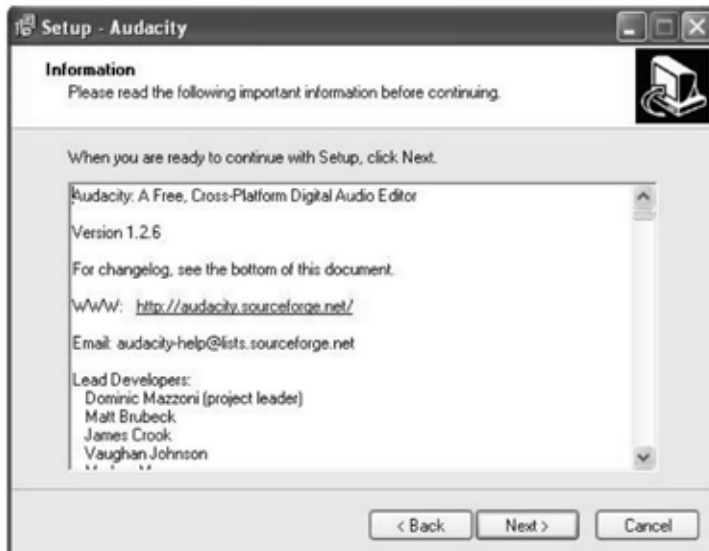 Setup - Audacity
Information
Please read the following important information before continuing.
When you are ready to continue with Setup, click Next.
Audacity: A Free, Cross-Platform Digital Audio Editor
Version 1.2.6
For changelog, see the bottom of this document.
WWW: http://audacity.sourceforge.net/
Email: audacity-help@lists.sourceforge.net
Lead Developers:
Dominic Mazzoni (project leader)
Matt Brubeck
James Crook
Vaughan Johnson
< Back Next > Cancel